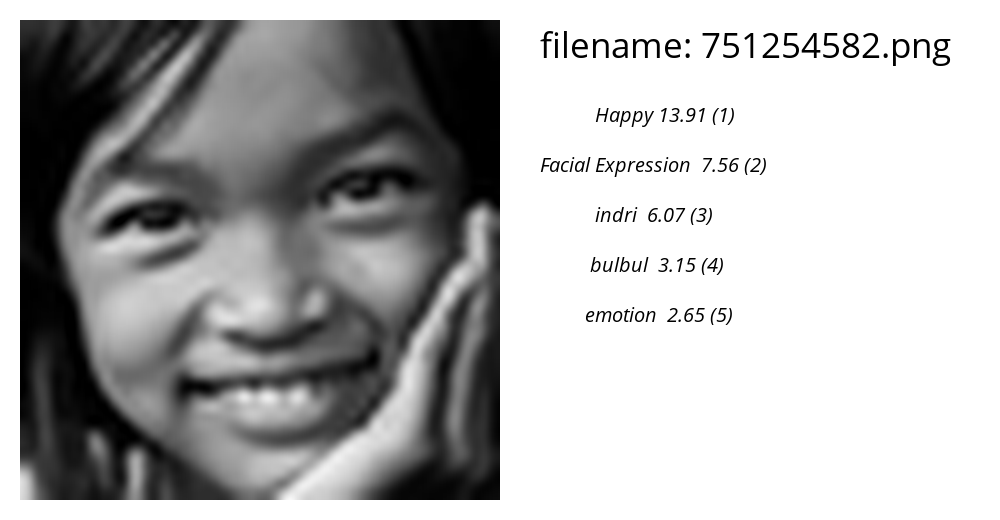 filename: 751254582.png
Happy 13.91 (1)
Facial Expression 7.56 (2)
indri 6.07 (3)
bulbul 3.15 (4)
emotion 2.65 (5)